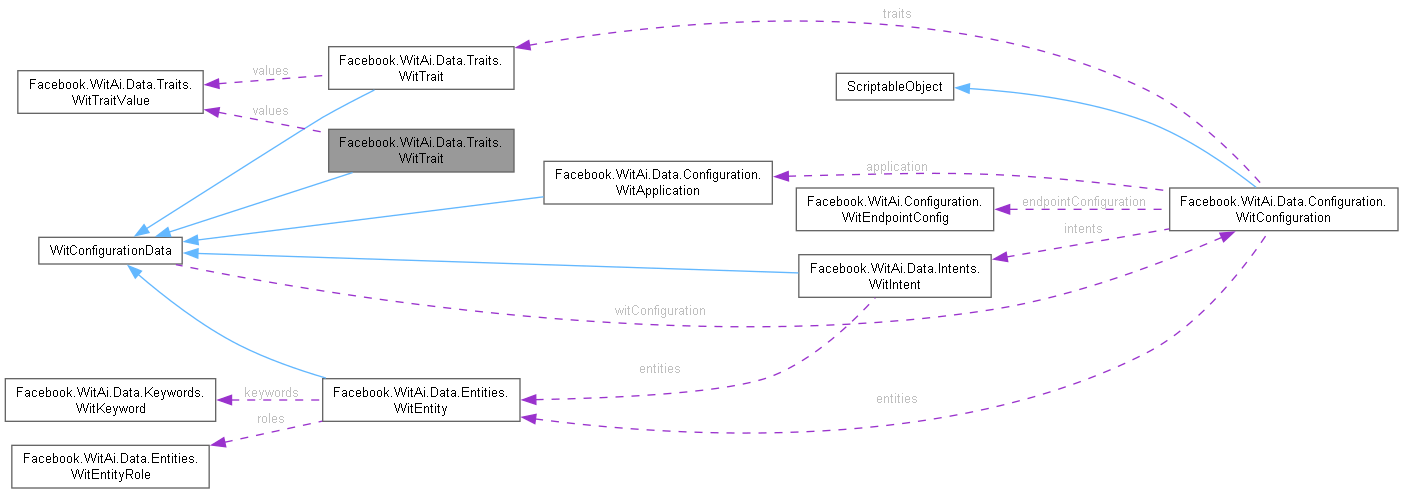 traits
Facebook.WitAi.Data.Traits.
WitTrait
values
Facebook.WitAi.Data.Traits.
WitTraitValue
ScriptableObject
values
Facebook.WitAi.Data.Traits.
WitTrait
application
Facebook.WitAi.Data.Configuration.
WitApplication
Facebook.WitAi.Configuration.
WitEndpointConfig
endpointConfiguration
Facebook.WitAi.Data.Configuration.
WitConfiguration
intents
WitConfigurationData
Facebook.WitAi.Data.Intents.
WitIntent
witConfiguration
entities
Facebook.WitAi.Data.Keywords.
WitKeyword
keywords
Facebook.WitAi.Data.Entities.
WitEntity
entities
roles
Facebook.WitAi.Data.Entities.
WitEntityRole